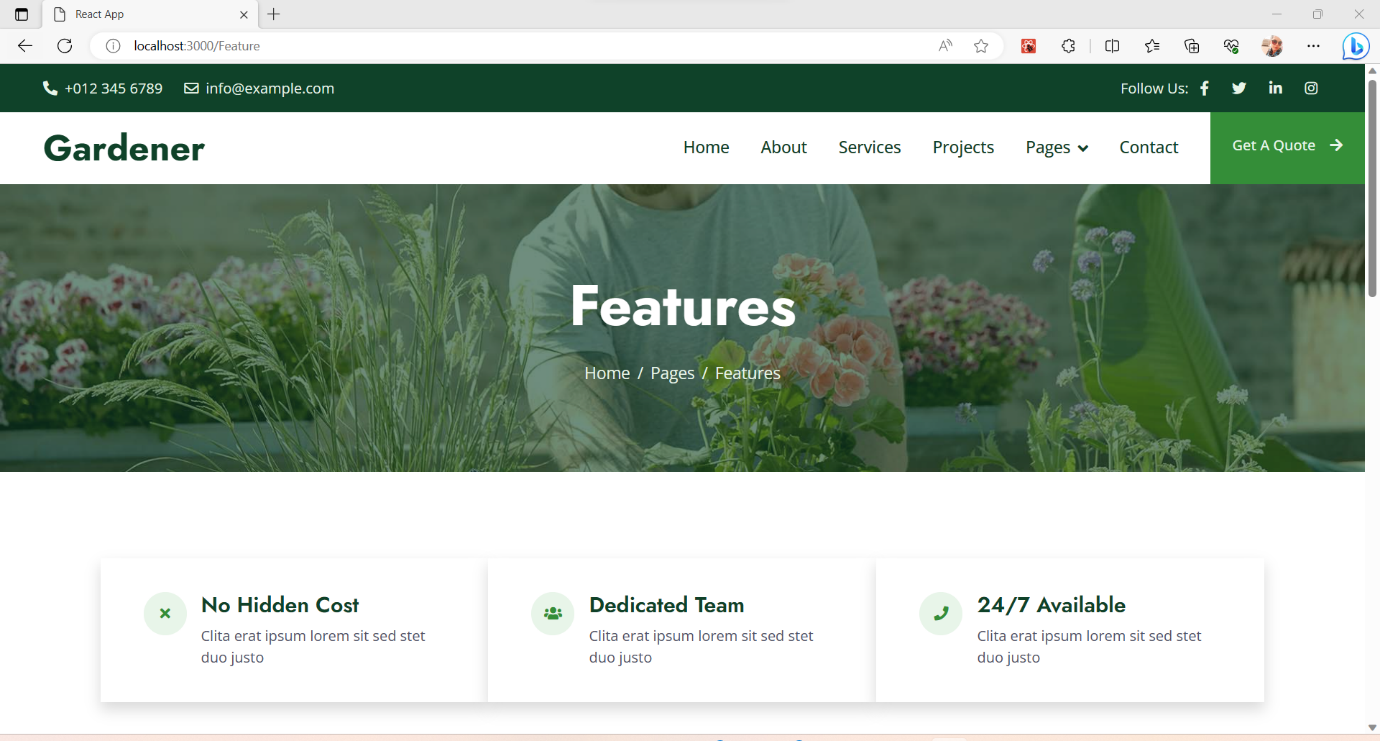 React App
localhost:3000/Feature
+012 345 6789 info@example.com Follow Us:
Gardener Home About Services Projects Pages Contact Get A Quote
Features
Home / Pages / Features
No Hidden Cost
Clita erat ipsum lorem sit sed stet
duo justo
Dedicated Team
Clita erat ipsum lorem sit sed stet
duo justo
24/7 Available
Clita erat ipsum lorem sit sed stet
duo justo